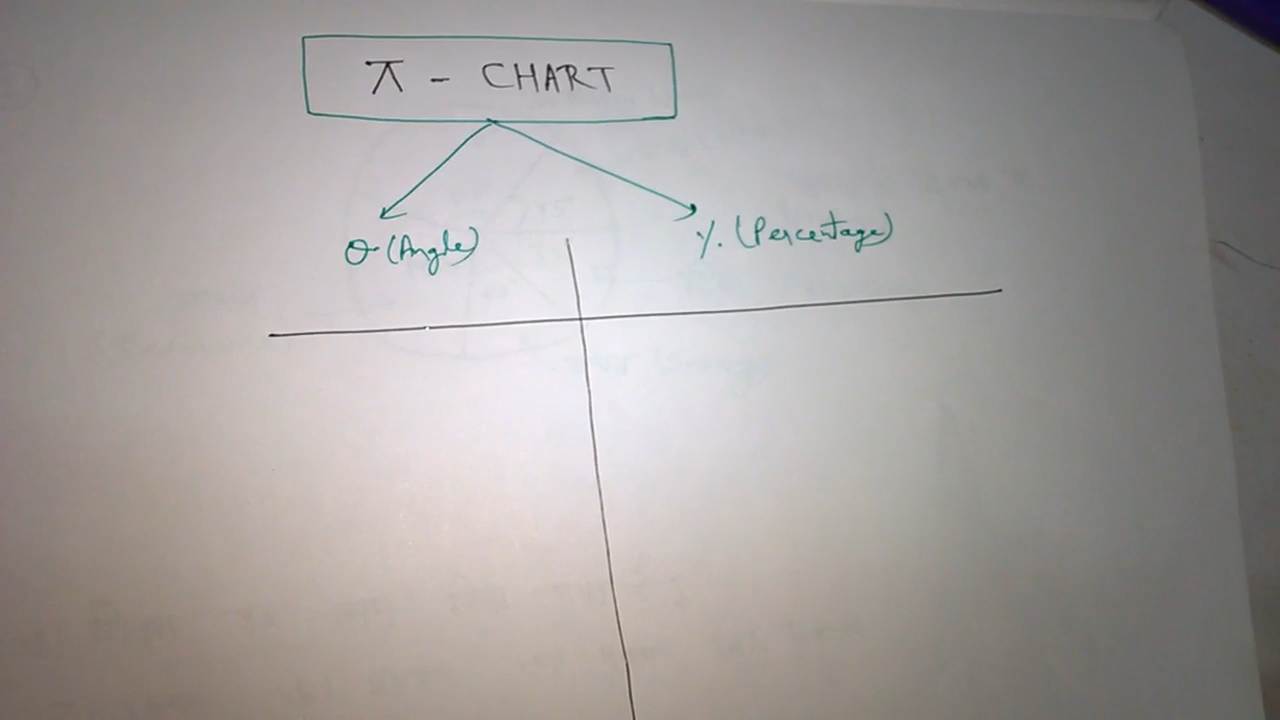 π - CHART
θ (Angle)
% (Percentage)